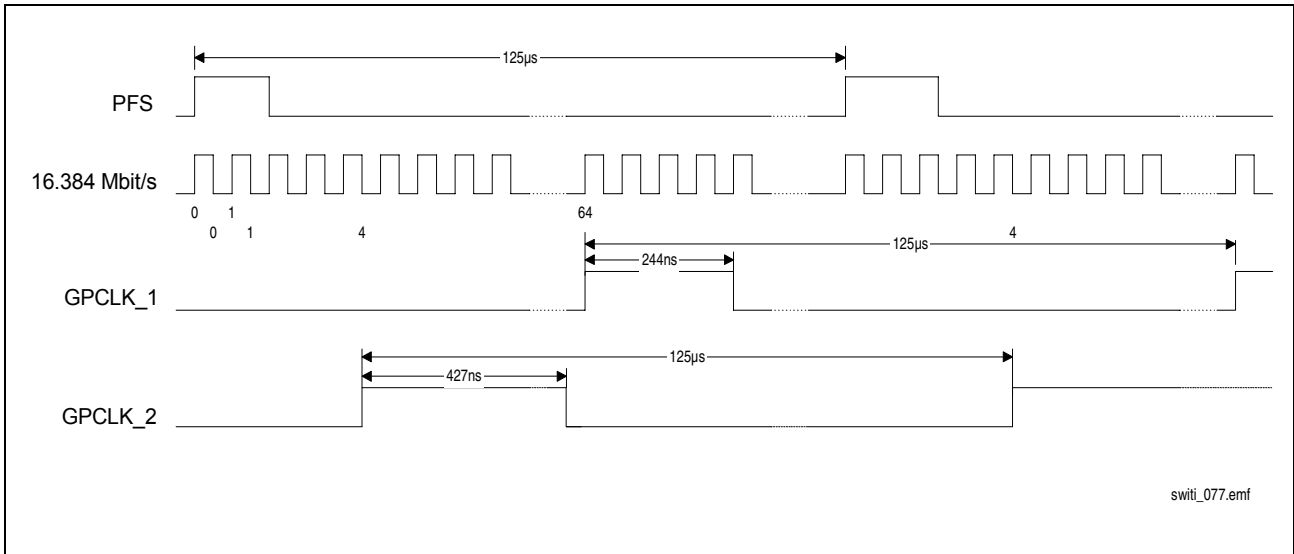 125µs
PFS
16.384 Mbit/s
0 1 64
0 1 4 4
125µs
244ns
GPCLK_1
125µs
427ns
GPCLK_2
switi_077.emf